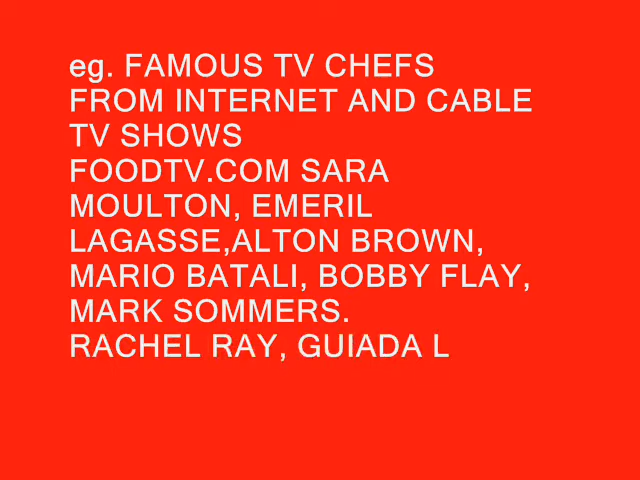 eg. FAMOUS TV CHEFS
FROM INTERNET AND CABLE
TV SHOWS
FOODTV.COM SARA
MOULTON, EMERIL
LAGASSE,ALTON BROWN,
MARIO BATALI, BOBBY FLAY,
MARK SOMMERS.
RACHEL RAY, GUIADA L